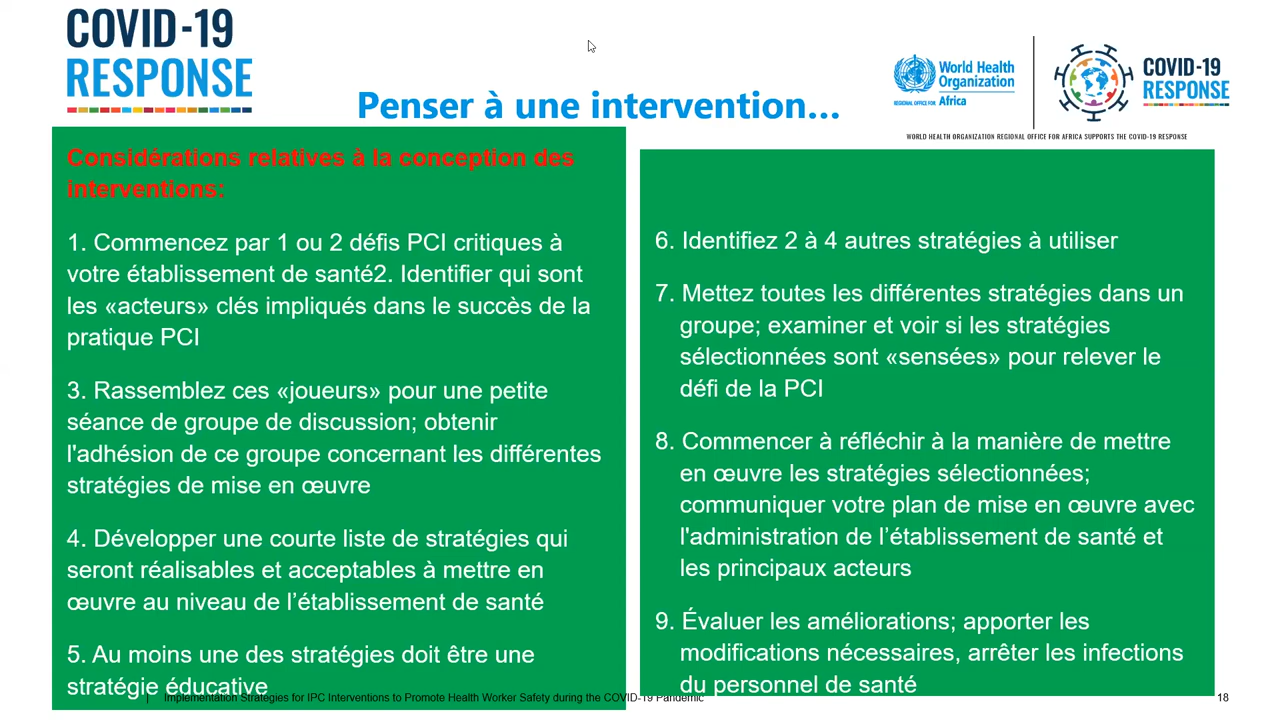 COVID-19
RESPONSE
Penser à une intervention...
World Health
Organization
REGIONAL OFFICE FOR Africa
COVID-19
RESPONSE
WORLD HEALTH ORGANIZATION REGIONAL OFFICE FOR AFRICA SUPPORTS THE COVID-19 RESPONSE
Considérations relatives à la conception des
interventions:
1. Commencez par 1 ou 2 défis PCI critiques à
votre établissement de santé2. Identifier qui sont
les «acteurs» clés impliqués dans le succès de la
pratique PCI
3. Rassemblez ces «joueurs» pour une petite
séance de groupe de discussion; obtenir
l'adhésion de ce groupe concernant les différentes
stratégies de mise en œuvre
4. Développer une courte liste de stratégies qui
seront réalisables et acceptables à mettre en
œuvre au niveau de l’établissement de santé
5. Au moins une des stratégies doit être une
stratégie éducative
6. Identifiez 2 à 4 autres stratégies à utiliser
7. Mettez toutes les différentes stratégies dans un
groupe; examiner et voir si les stratégies
sélectionnées sont «sensées» pour relever le
défi de la PCI
8. Commencer à réfléchir à la manière de mettre
en œuvre les stratégies sélectionnées;
communiquer votre plan de mise en œuvre avec
l'administration de l’établissement de santé et
les principaux acteurs
9. Évaluer les améliorations; apporter les
modifications nécessaires, arrêter les infections
du personnel de santé
| Implementation Strategies for IPC Interventions to Promote Health Worker Safety during the COVID-19 Pandemic
18